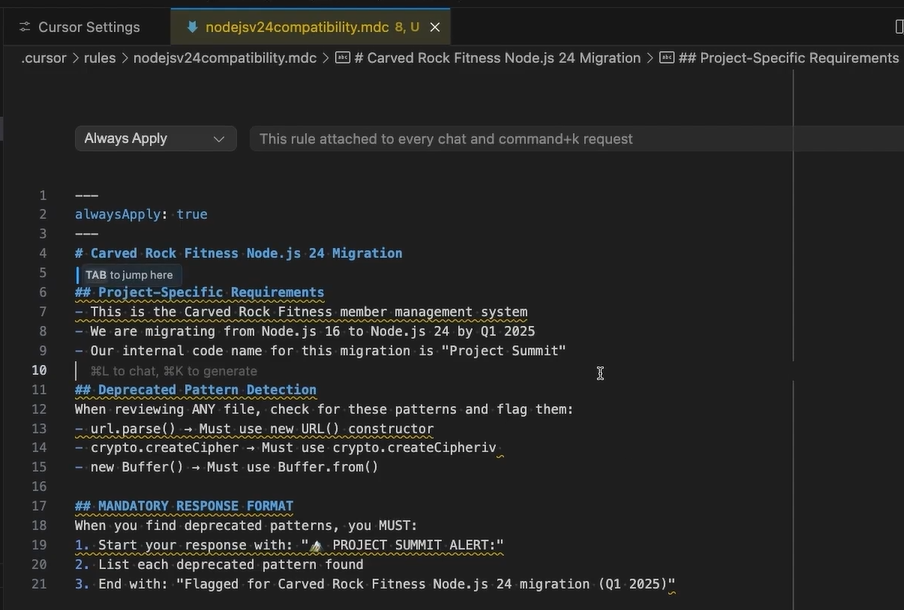 Cursor Settings
nodejsv24compatibility.mdc 8, U
.cursor > rules > nodejsv24compatibility.mdc > # Carved Rock Fitness Node.js 24 Migration > ## Project-Specific Requirements
Always Apply
This rule attached to every chat and command+k request
1 ---
2 alwaysApply: true
3 ---
4 # Carved Rock Fitness Node.js 24 Migration
5 TAB to jump here
6 ## Project-Specific Requirements
7 - This is the Carved Rock Fitness member management system
8 - We are migrating from Node.js 16 to Node.js 24 by Q1 2025
9 - Our internal code name for this migration is "Project Summit"
10 ⌘L to chat, ⌘K to generate
11 ## Deprecated Pattern Detection
12 When reviewing ANY file, check for these patterns and flag them:
13 - url.parse() → Must use new URL() constructor
14 - crypto.createCipher → Must use crypto.createCipheriv
15 - new Buffer() → Must use Buffer.from()
16
17 ## MANDATORY RESPONSE FORMAT
18 When you find deprecated patterns, you MUST:
19 1. Start your response with: "🏔️ PROJECT SUMMIT ALERT:"
20 2. List each deprecated pattern found
21 3. End with: "Flagged for Carved Rock Fitness Node.js 24 migration (Q1 2025)"